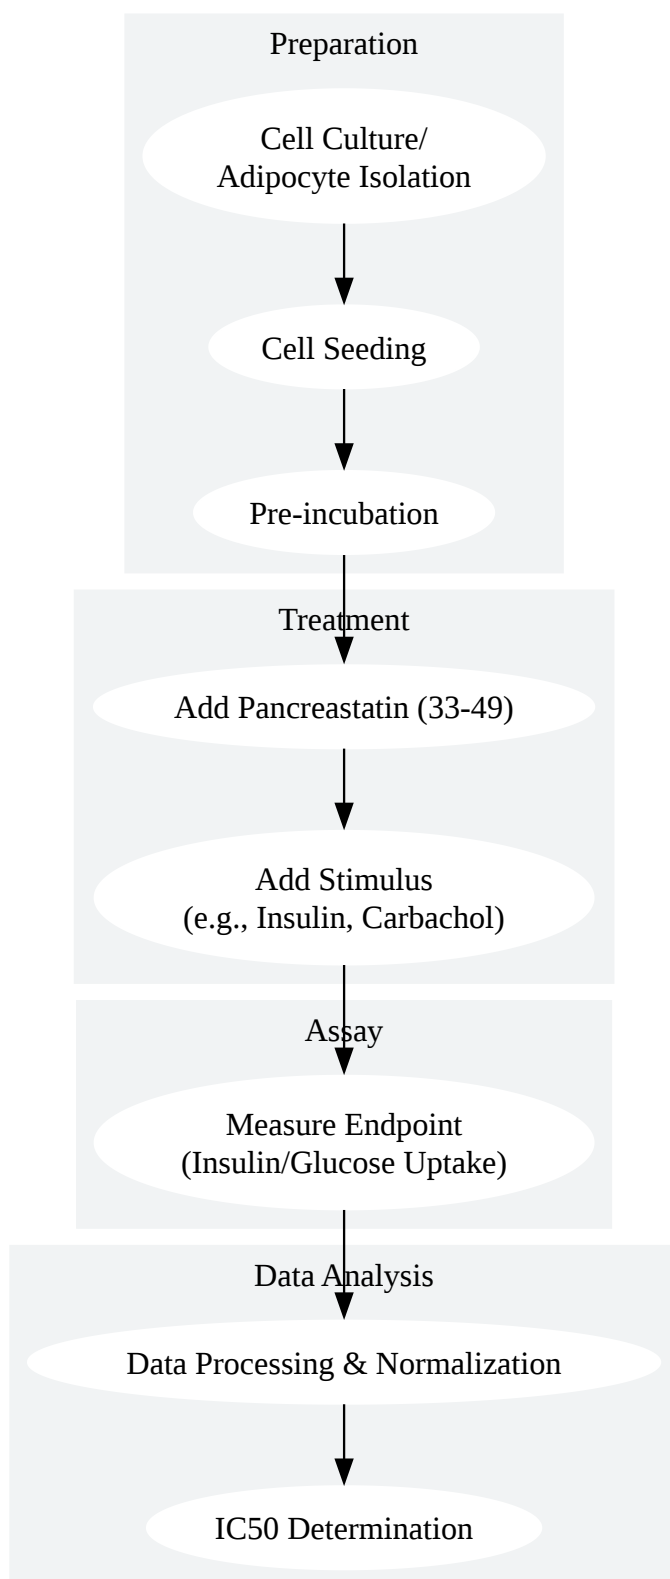 Preparation
Cell Culture/
Adipocyte Isolation
Cell Seeding
Pre-incubation
Treatment
Add Pancreastatin (33-49)
Add Stimulus
(e.g., Insulin, Carbachol)
Assay
Measure Endpoint
(Insulin/Glucose Uptake)
Data Analysis
Data Processing & Normalization
IC50 Determination